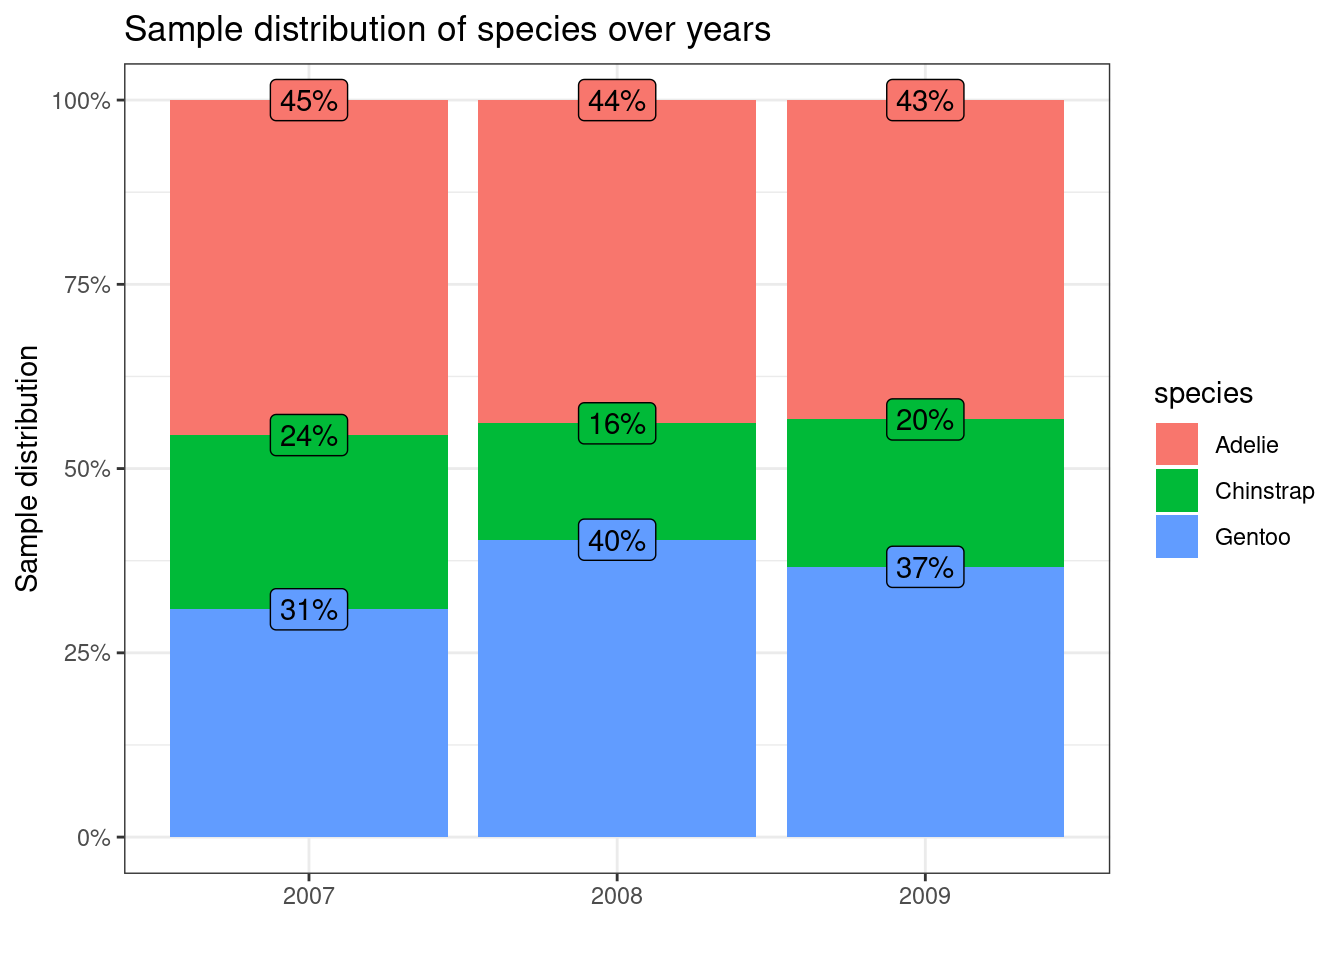 Sample distribution of species over years
Sample distribution
100%
75%
50%
25%
0%
45%
44%
43%
24%
16%
20%
31%
40%
37%
2007
2008
2009
species
Adelie
Chinstrap
Gentoo